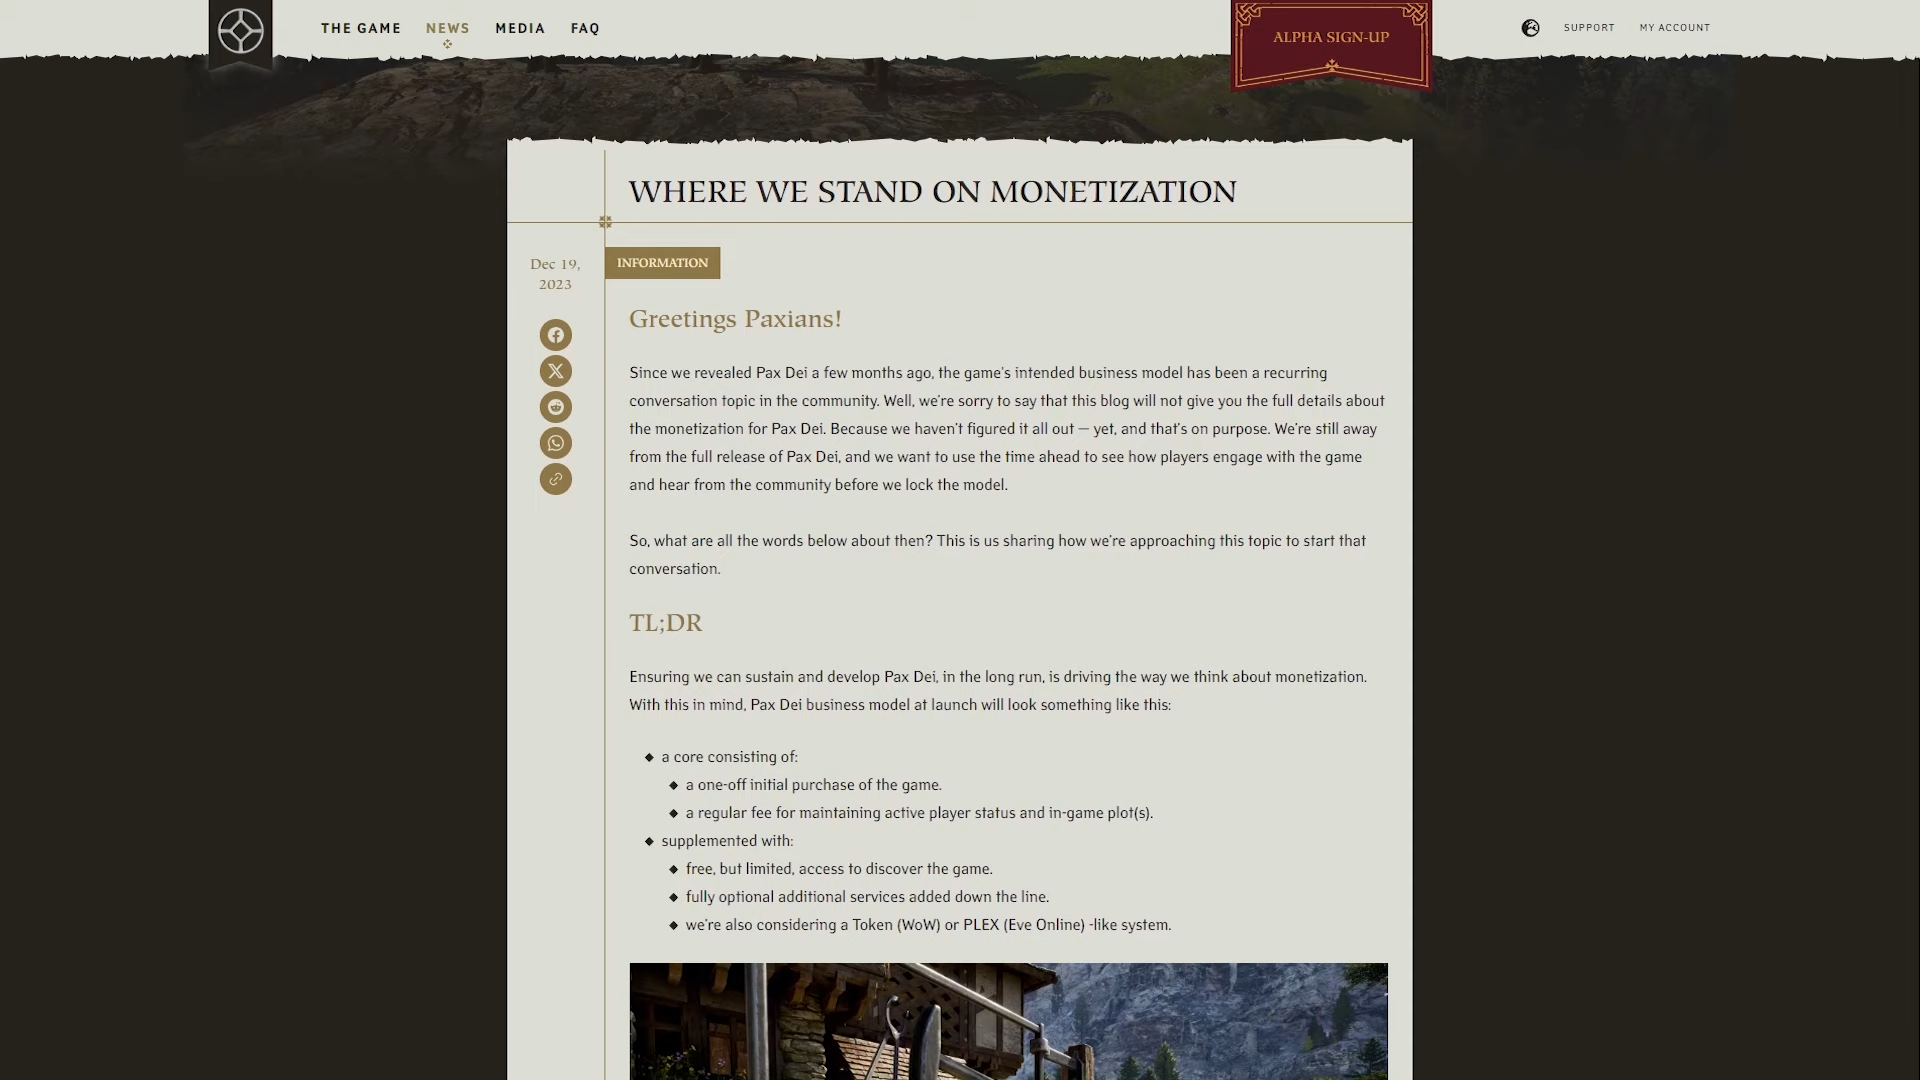 THE GAME NEWS MEDIA FAQ
ALPHA SIGN-UP
SUPPORT MY ACCOUNT
WHERE WE STAND ON MONETIZATION
Dec 19,
2023
INFORMATION
Greetings Paxians!
Since we revealed Pax Dei a few months ago, the game's intended business model has been a recurring
conversation topic in the community. Well, we're sorry to say that this blog will not give you the full details about
the monetization for Pax Dei. Because we haven't figured it all out — yet, and that's on purpose. We're still away
from the full release of Pax Dei, and we want to use the time ahead to see how players engage with the game
and hear from the community before we lock the model.
So, what are all the words below about then? This is us sharing how we're approaching this topic to start that
conversation.
TL;DR
Ensuring we can sustain and develop Pax Dei, in the long run, is driving the way we think about monetization.
With this in mind, Pax Dei business model at launch will look something like this:
◆ a core consisting of:
◆ a one-off initial purchase of the game.
◆ a regular fee for maintaining active player status and in-game plot(s).
◆ supplemented with:
◆ free, but limited, access to discover the game.
◆ fully optional additional services added down the line.
◆ we're also considering a Token (WoW) or PLEX (Eve Online) -like system.